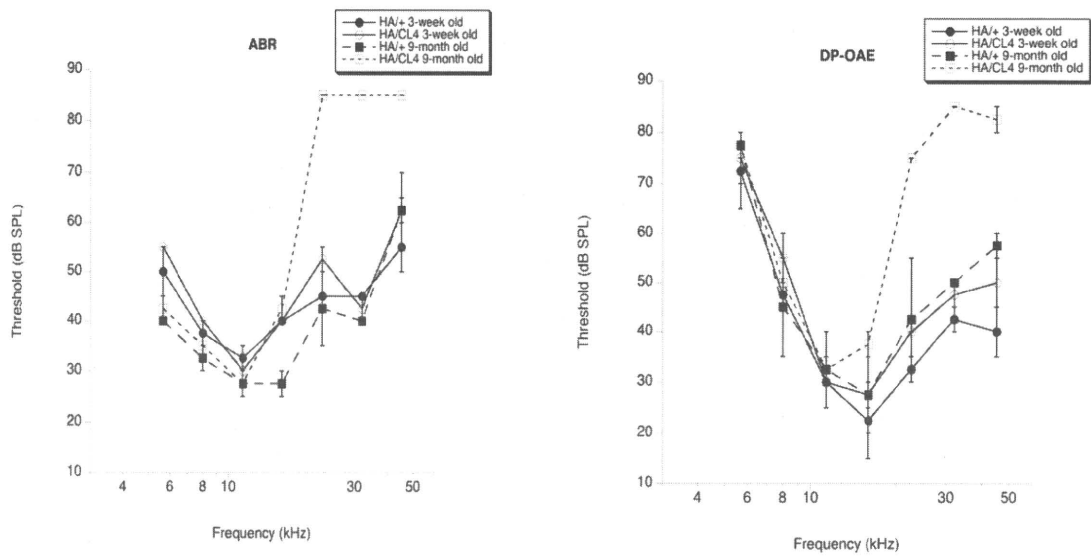 ABR
HA/+ 3-week old
HA/CL4 3-week old
HA/+ 9-month old
HA/CL4 9-month old
90
80
70
60
50
40
30
20
10
Threshold (dB SPL)
4 6 8 10 30 50
Frequency (kHz)
DP-OAE
HA/+ 3-week old
HA/CL4 3-week old
HA/+ 9-month old
HA/CL4 9-month old
90
80
70
60
50
40
30
20
10
Threshold (dB SPL)
4 6 8 10 30 50
Frequency (kHz)